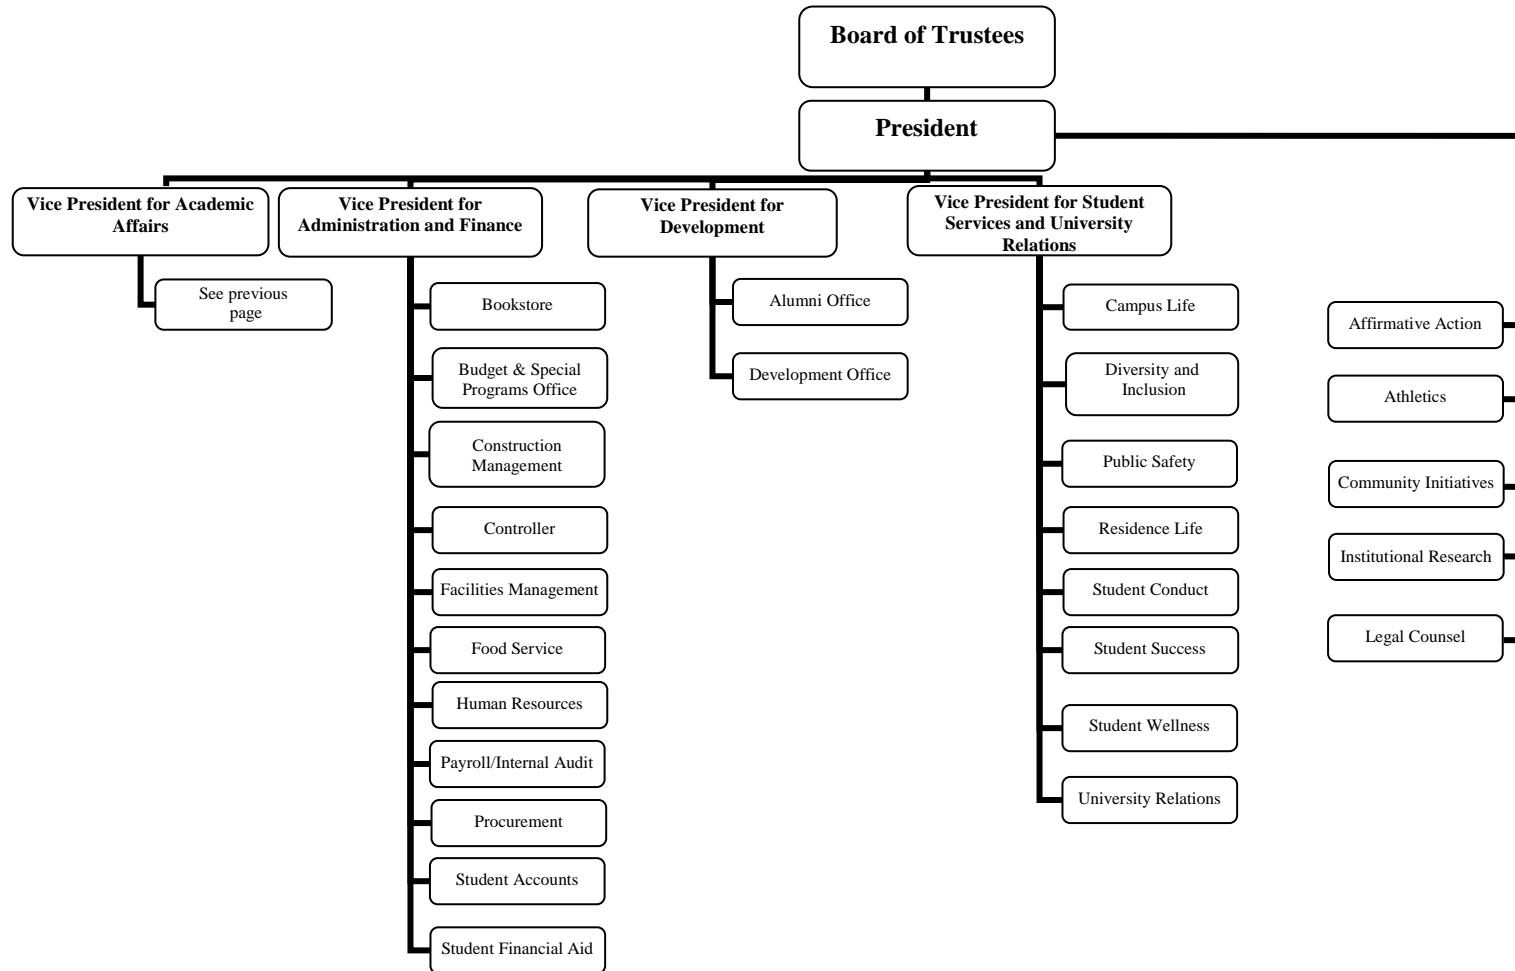 Board of Trustees
President
Vice President for Academic
Affairs
See previous
page
Vice President for
Administration and Finance
Bookstore
Budget & Special
Programs Office
Construction
Management
Controller
Facilities Management
Food Service
Human Resources
Payroll/Internal Audit
Procurement
Student Accounts
Student Financial Aid
Vice President for
Development
Alumni Office
Development Office
Vice President for Student
Services and University
Relations
Campus Life
Diversity and
Inclusion
Public Safety
Residence Life
Student Conduct
Student Success
Student Wellness
University Relations
Affirmative Action
Athletics
Community Initiatives
Institutional Research
Legal Counsel